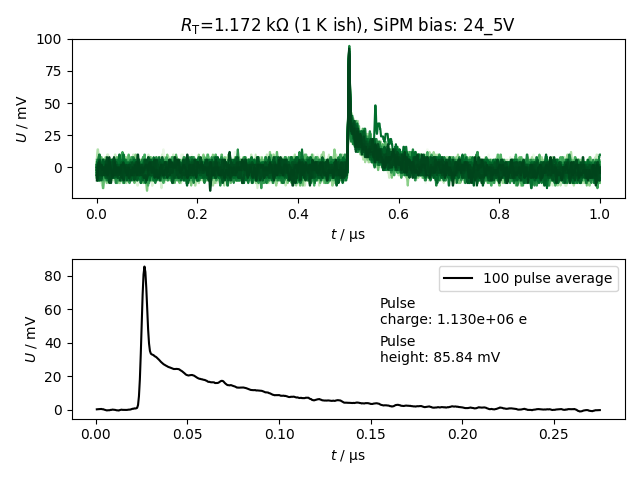 R_T=1.172 kΩ (1 K ish), SiPM bias: 24_5V
100
75
50
25
0
U / mV
0.0 0.2 0.4 0.6 0.8 1.0
t / µs
100 pulse average
Pulse
charge: 1.130e+06 e
Pulse
height: 85.84 mV
80
60
40
20
0
U / mV
0.00 0.05 0.10 0.15 0.20 0.25
t / µs